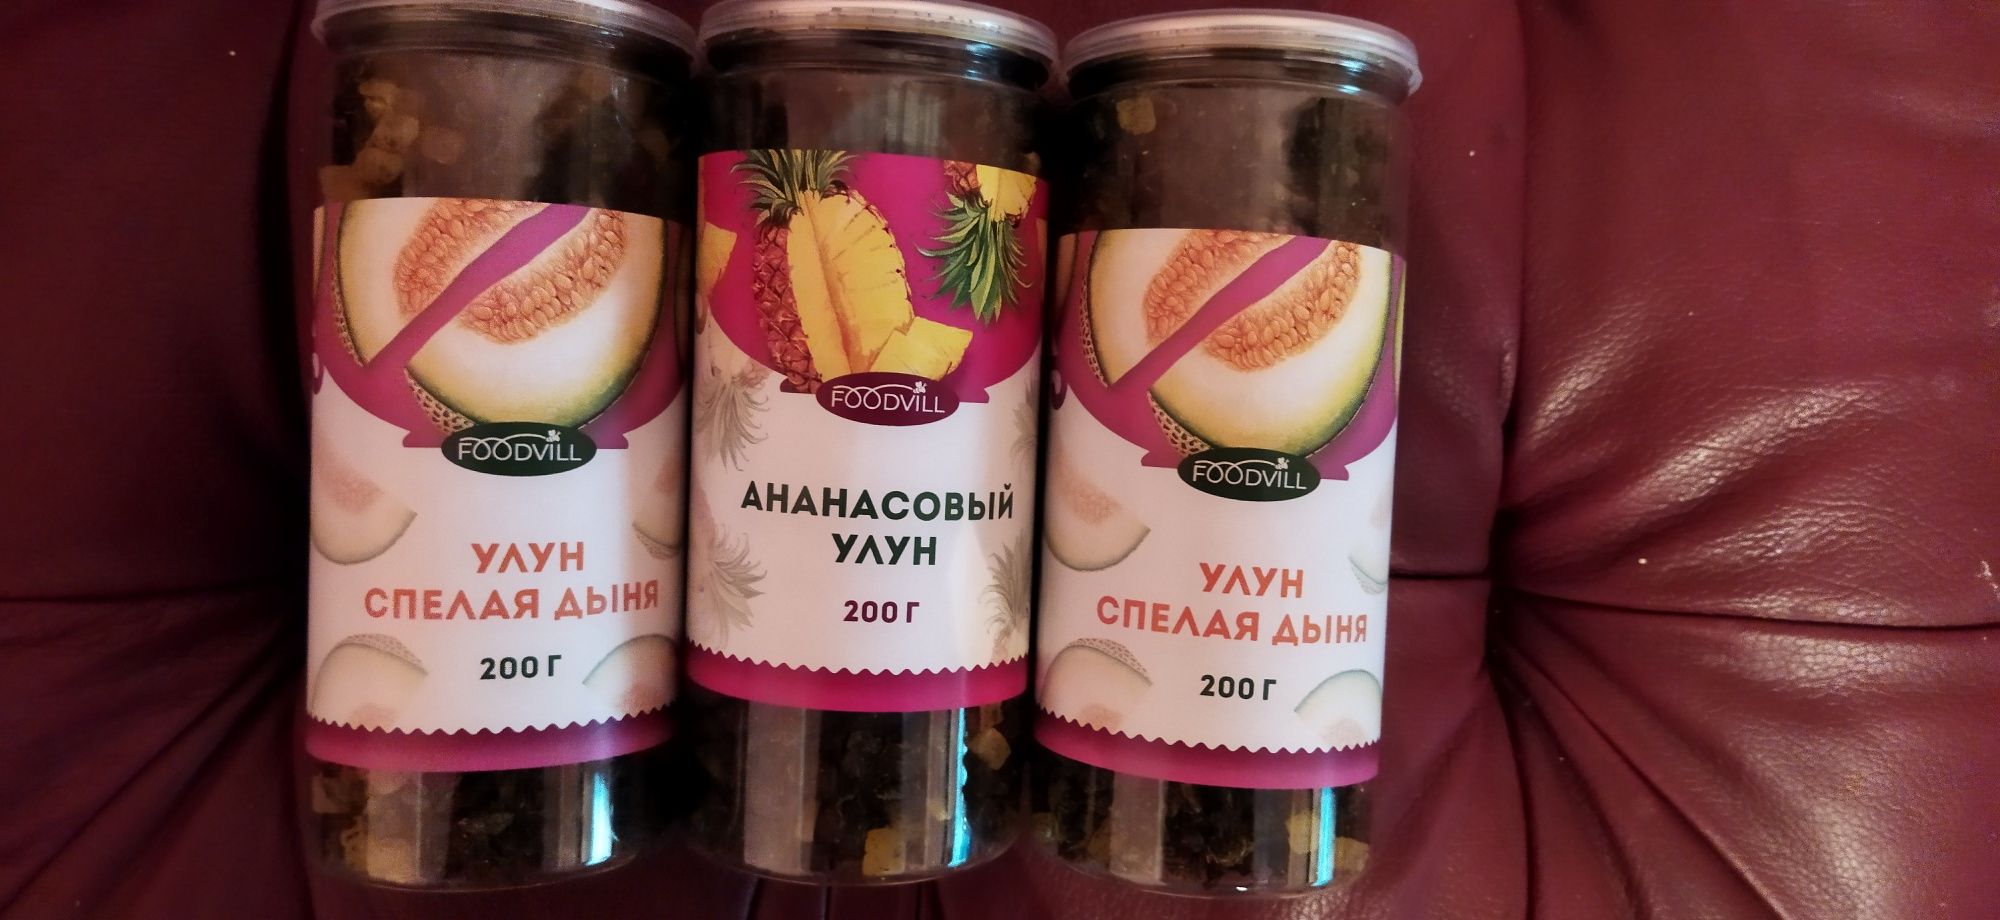 FOODVILL
УЛУН
СПЕЛАЯ ДЫНЯ
200 Г
FOODVILL
АНАНАСОВЫЙ
УЛУН
200 Г
FOODVILL
УЛУН
СПЕЛАЯ ДЫНЯ
200 Г